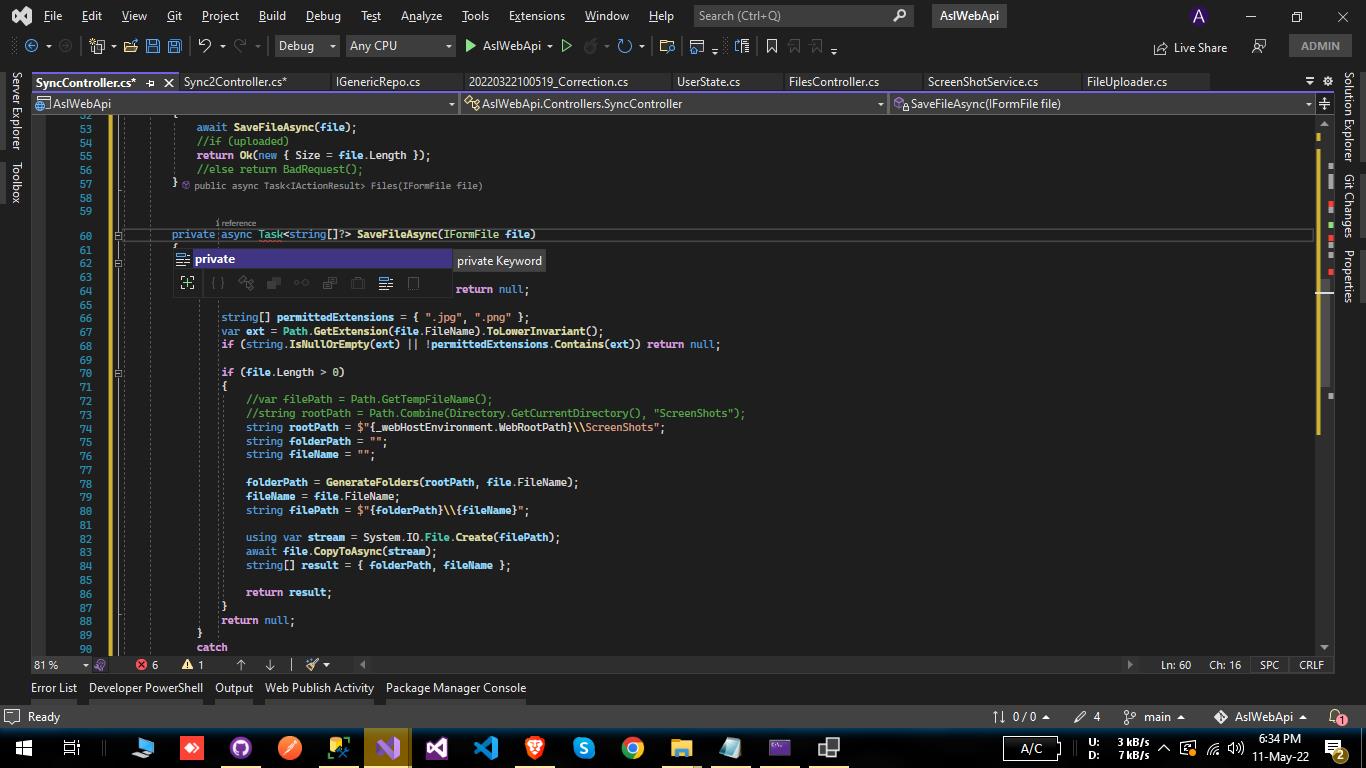 File Edit View Git Project Build Debug Test Analyze Tools Extensions Window Help Search (Ctrl+Q) AslWebApi A
Debug Any CPU AslWebApi Live Share ADMIN
SyncController.cs* Sync2Controller.cs* IGenericRepo.cs 20220322100519_Correction.cs UserState.cs FilesController.cs ScreenShotService.cs FileUploader.cs
AslWebApi AslWebApi.Controllers.SyncController SaveFileAsync(IFormFile file)
Server Explorer
Toolbox
Solution Explorer
Git Changes
Properties
52 {
53 await SaveFileAsync(file);
54 //if (uploaded)
55 return Ok(new { Size = file.Length });
56 //else return BadRequest();
57 } public async Task<IActionResult> Files(IFormFile file)
58
59
1 reference
60 private async Task<string[]?> SaveFileAsync(IFormFile file)
61 {
private private Keyword
62
63
64 return null;
65
66 string[] permittedExtensions = { ".jpg", ".png" };
67 var ext = Path.GetExtension(file.FileName).ToLowerInvariant();
68 if (string.IsNullOrEmpty(ext) || !permittedExtensions.Contains(ext)) return null;
69
70 if (file.Length > 0)
71 {
72 //var filePath = Path.GetTempFileName();
73 //string rootPath = Path.Combine(Directory.GetCurrentDirectory(), "ScreenShots");
74 string rootPath = $"{_webHostEnvironment.WebRootPath}\\ScreenShots";
75 string folderPath = "";
76 string fileName = "";
77
78 folderPath = GenerateFolders(rootPath, file.FileName);
79 fileName = file.FileName;
80 string filePath = $"{folderPath}\\{fileName}";
81
82 using var stream = System.IO.File.Create(filePath);
83 await file.CopyToAsync(stream);
84 string[] result = { folderPath, fileName };
85
86 return result;
87 }
88 return null;
89 }
90 catch
81 % 6 1 Ln: 60 Ch: 16 SPC CRLF
Error List Developer PowerShell Output Web Publish Activity Package Manager Console
Ready 0 / 0 4 main AslWebApi 1
A/C U: 3 kB/s D: 7 kB/s 6:34 PM 11-May-22 2